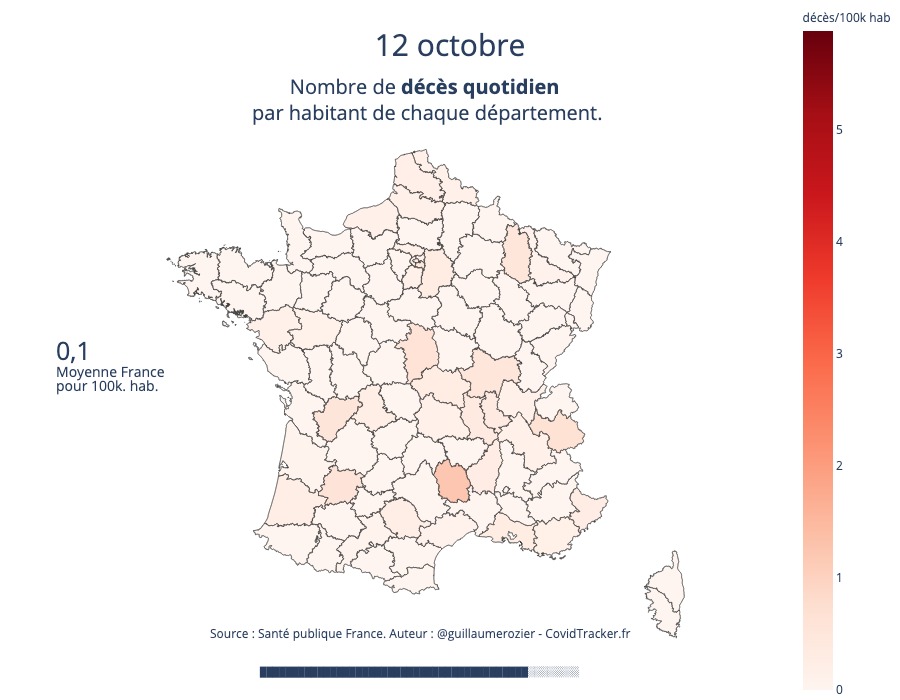 12 octobre
Nombre de décès quotidien
par habitant de chaque département.
décès/100k hab
5
4
3
2
1
0
0,1
Moyenne France
pour 100k. hab.
Source : Santé publique France. Auteur : @guillaumerozier - CovidTracker.fr